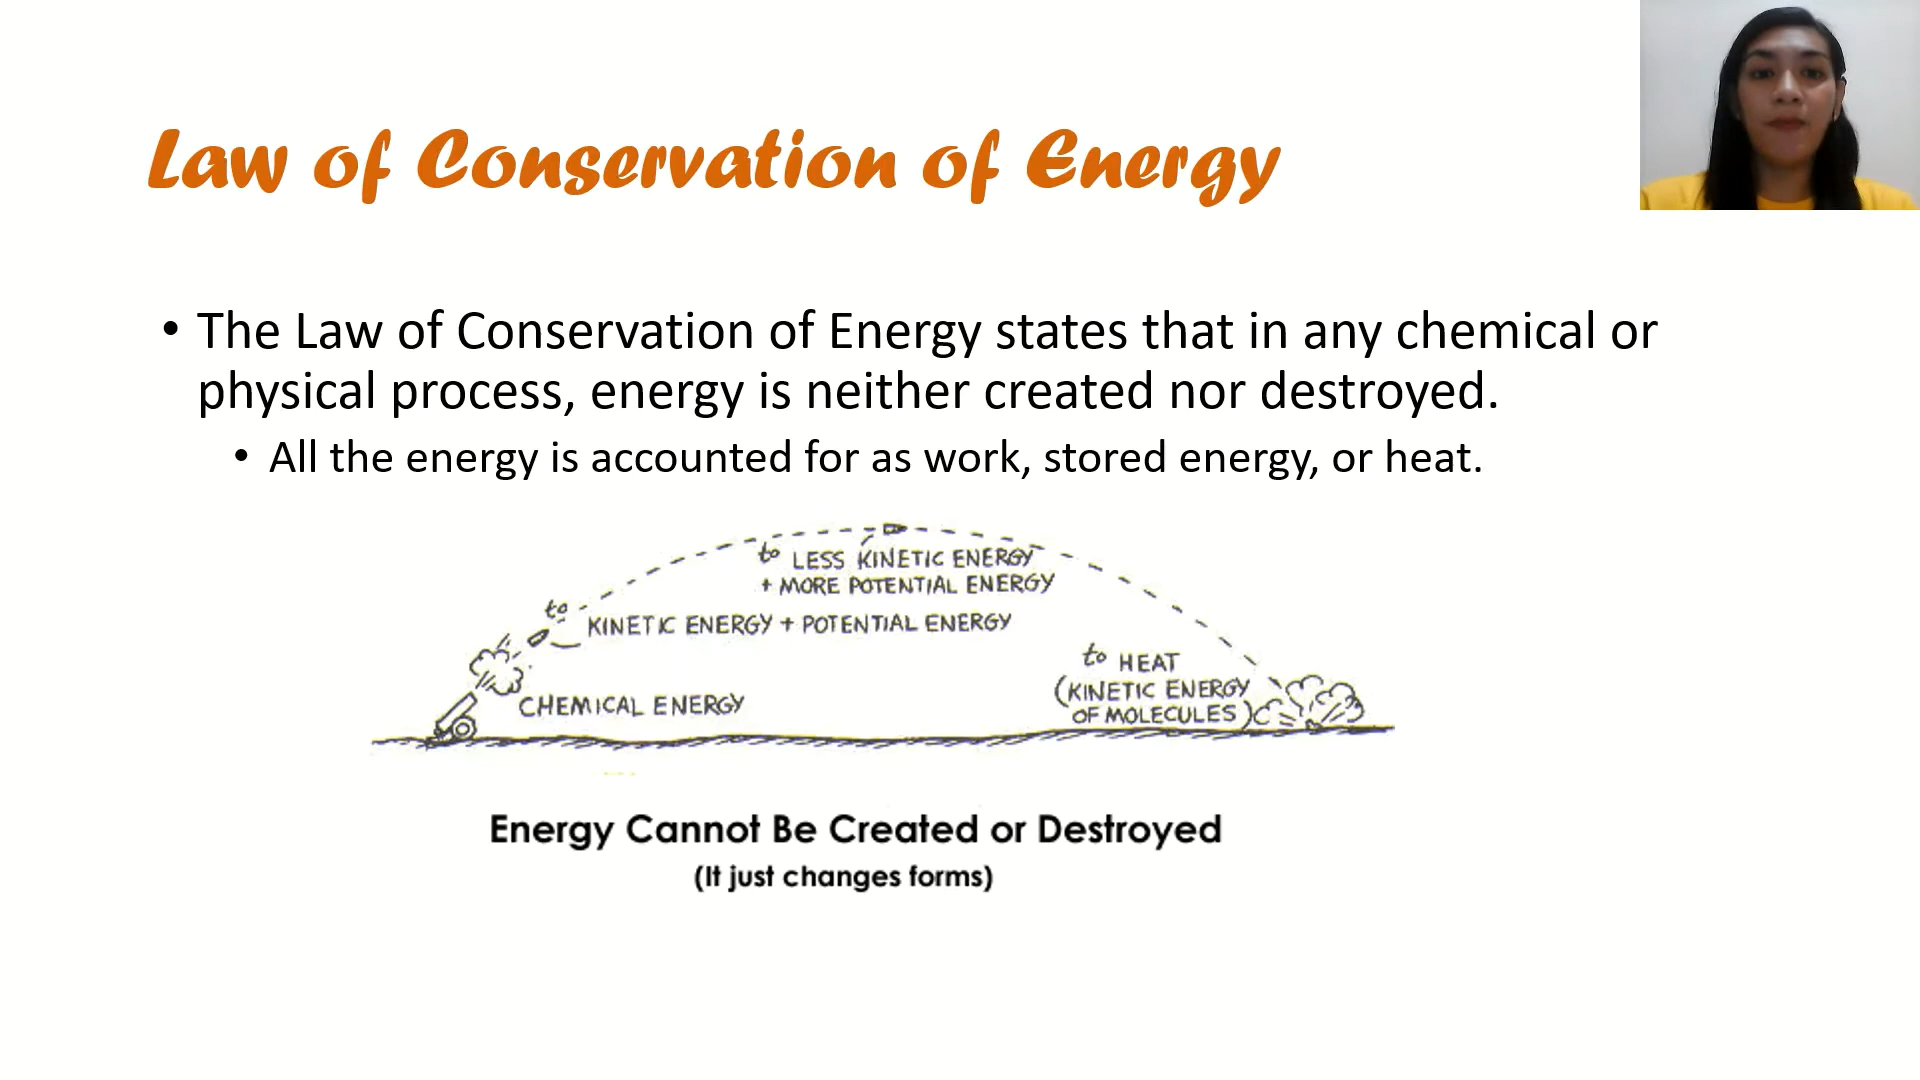 Law of Conservation of Energy
• The Law of Conservation of Energy states that in any chemical or
physical process, energy is neither created nor destroyed.
• All the energy is accounted for as work, stored energy, or heat.
to LESS KINETIC ENERGY
+ MORE POTENTIAL ENERGY
to
KINETIC ENERGY + POTENTIAL ENERGY
CHEMICAL ENERGY
to HEAT
(KINETIC ENERGY
OF MOLECULES)
Energy Cannot Be Created or Destroyed
(It just changes forms)